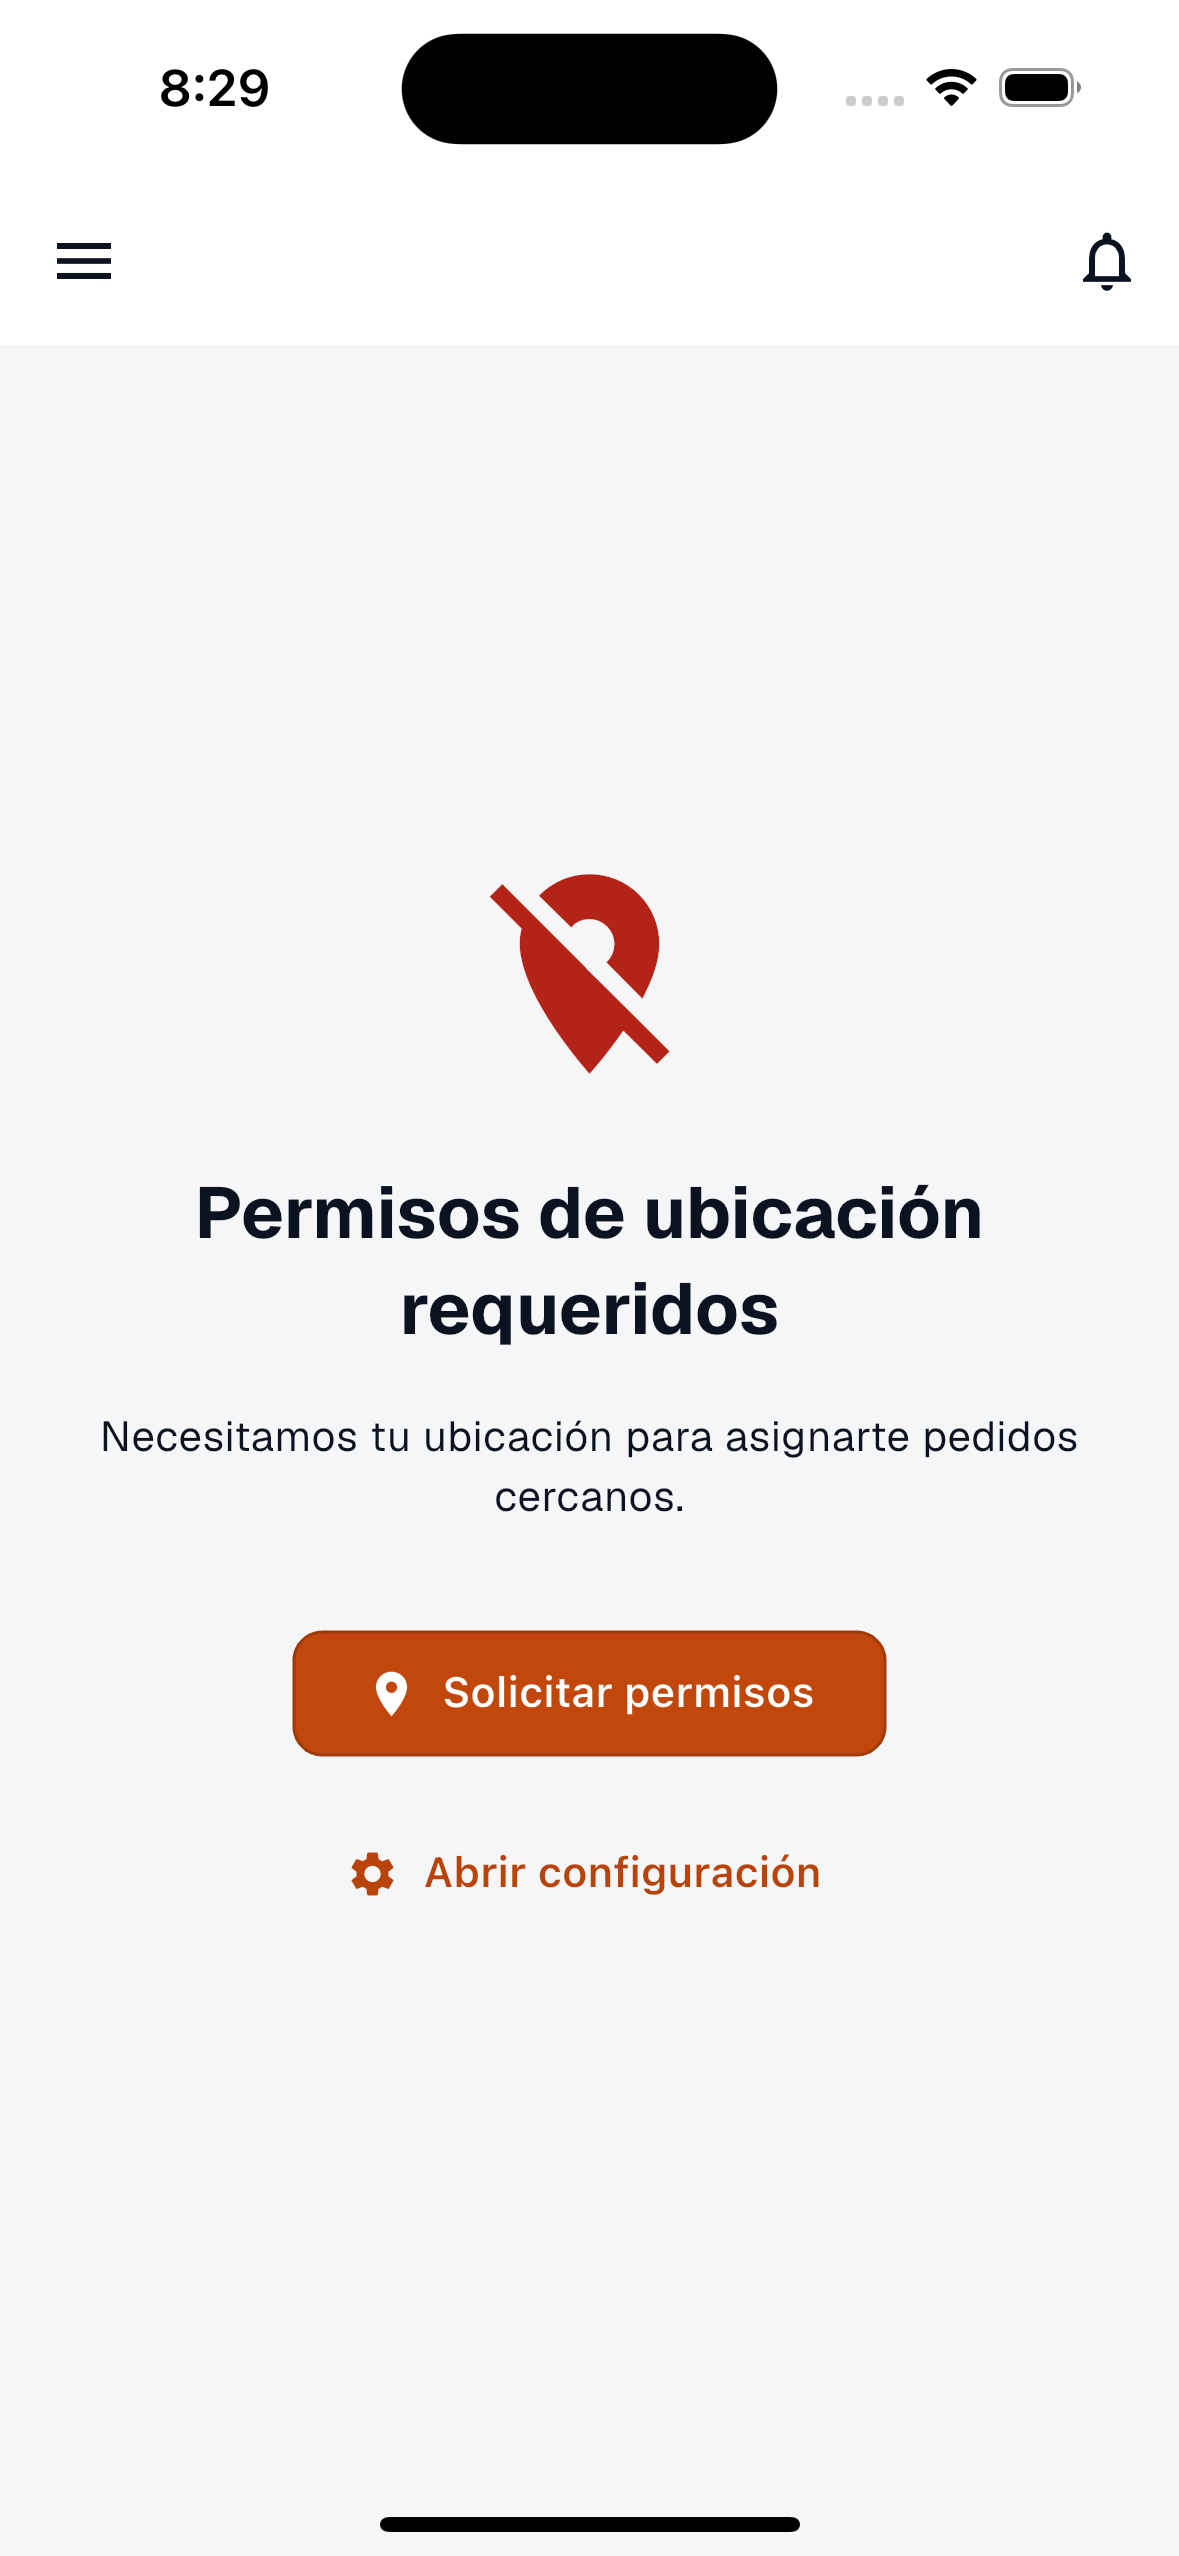 8:29
Permisos de ubicación
requeridos
Necesitamos tu ubicación para asignarte pedidos
cercanos.
Solicitar permisos
Abrir configuración